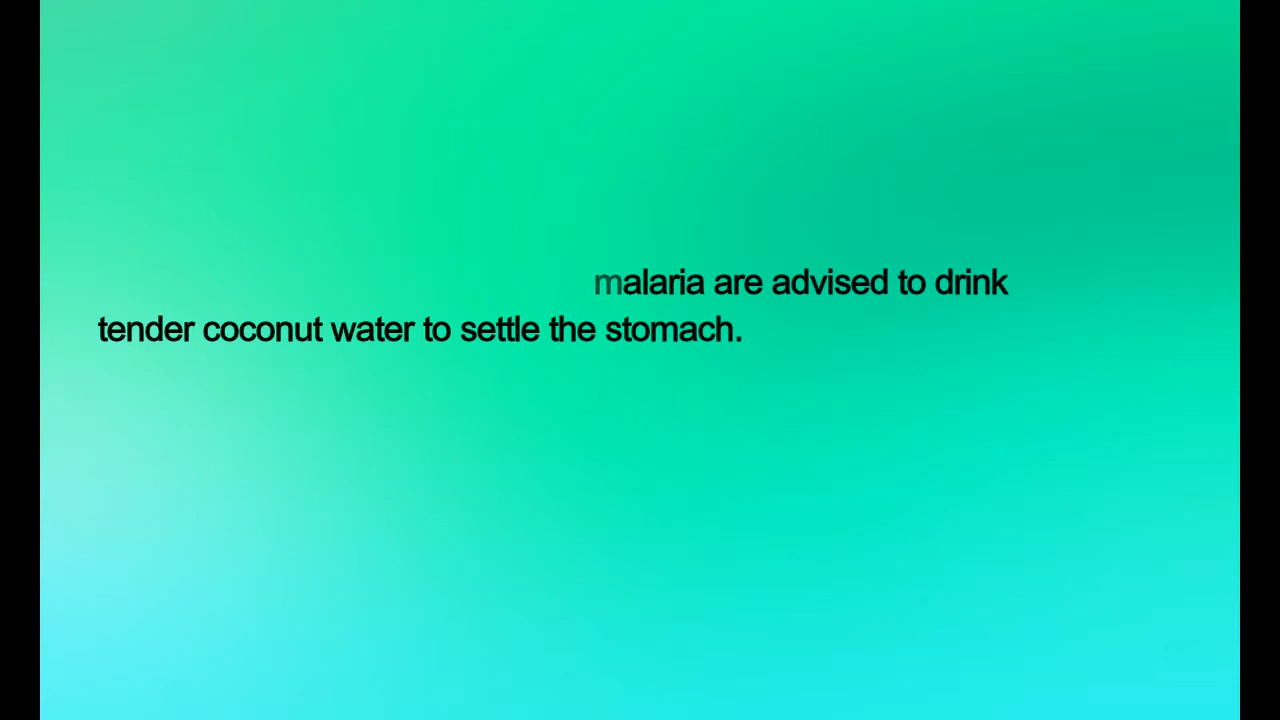 malaria are advised to drink
tender coconut water to settle the stomach.